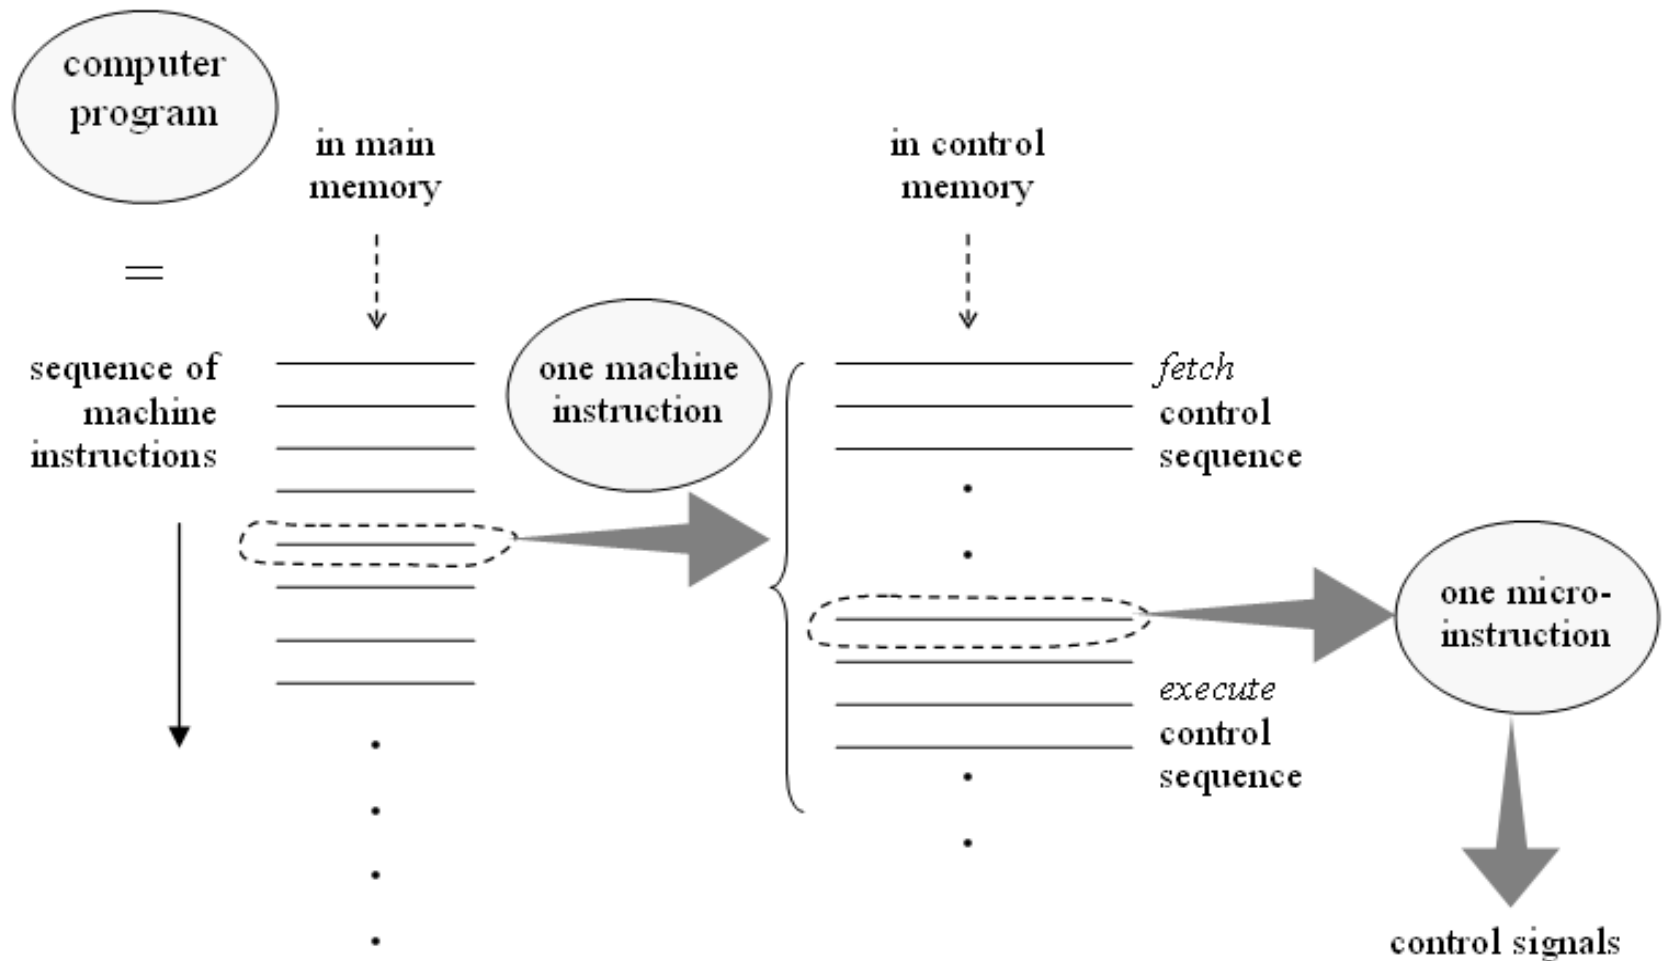 computer
program
=
sequence of
machine
instructions
in main
memory
one machine
instruction
in control
memory
fetch
control
sequence
execute
control
sequence
one micro-
instruction
control signals